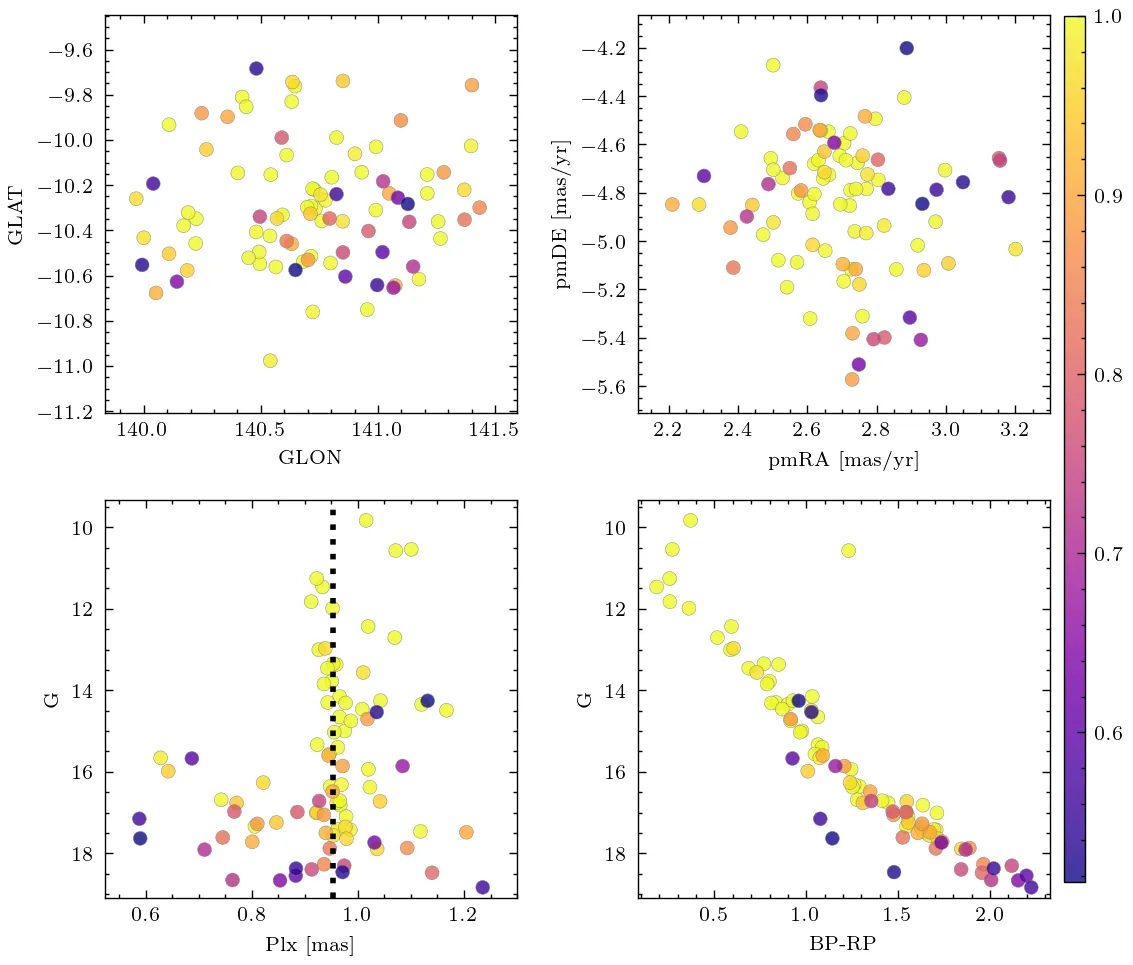 −9.6
−9.8
−10.0
−10.2
−10.4
−10.6
−10.8
−11.0
−11.2
GLAT
140.0 140.5 141.0 141.5
GLON
−4.2
−4.4
−4.6
−4.8
−5.0
−5.2
−5.4
−5.6
pmDE [mas/yr]
2.2 2.4 2.6 2.8 3.0 3.2
pmRA [mas/yr]
10
12
14
16
18
G
0.6 0.8 1.0 1.2
Plx [mas]
10
12
14
16
18
G
0.5 1.0 1.5 2.0
BP-RP
1.0
0.9
0.8
0.7
0.6